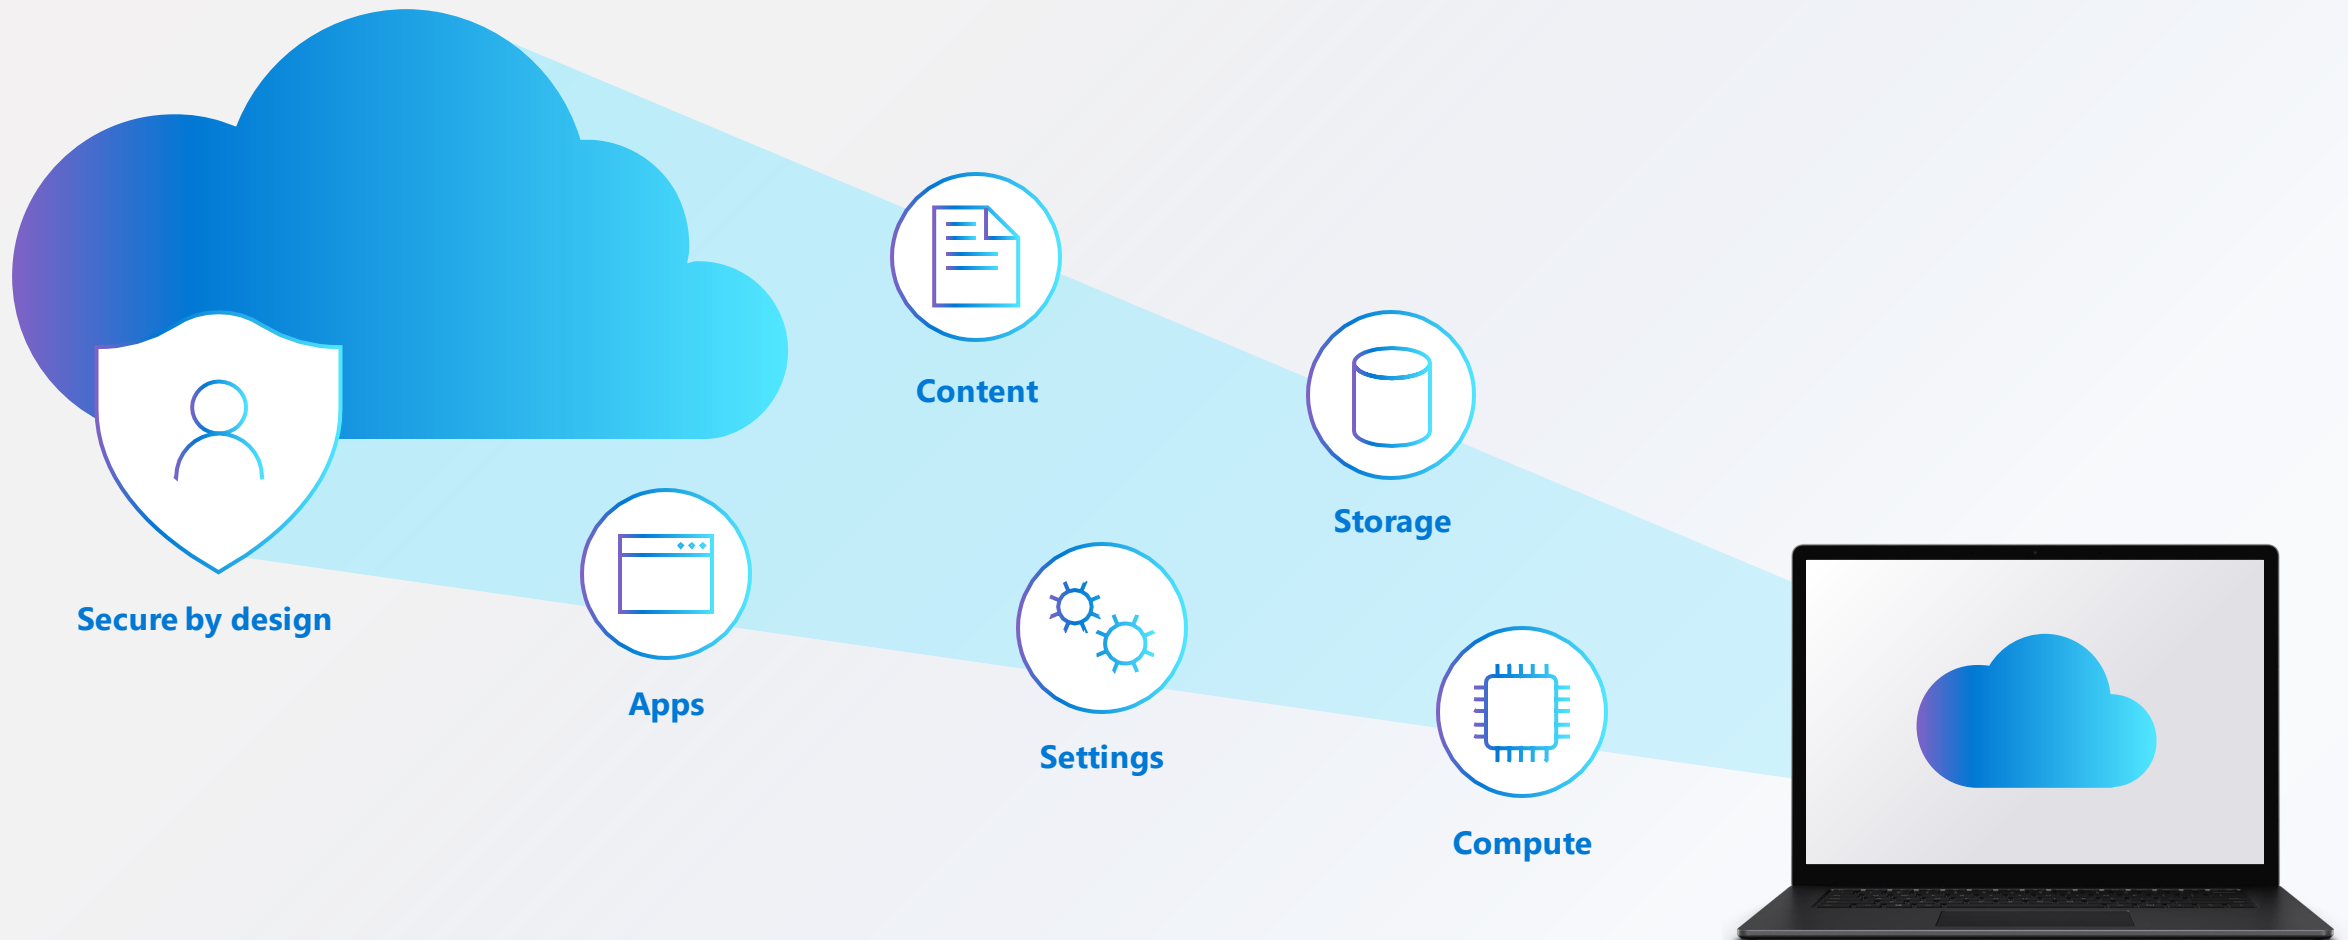 Content
Storage
Secure by design
Apps
Settings
Compute